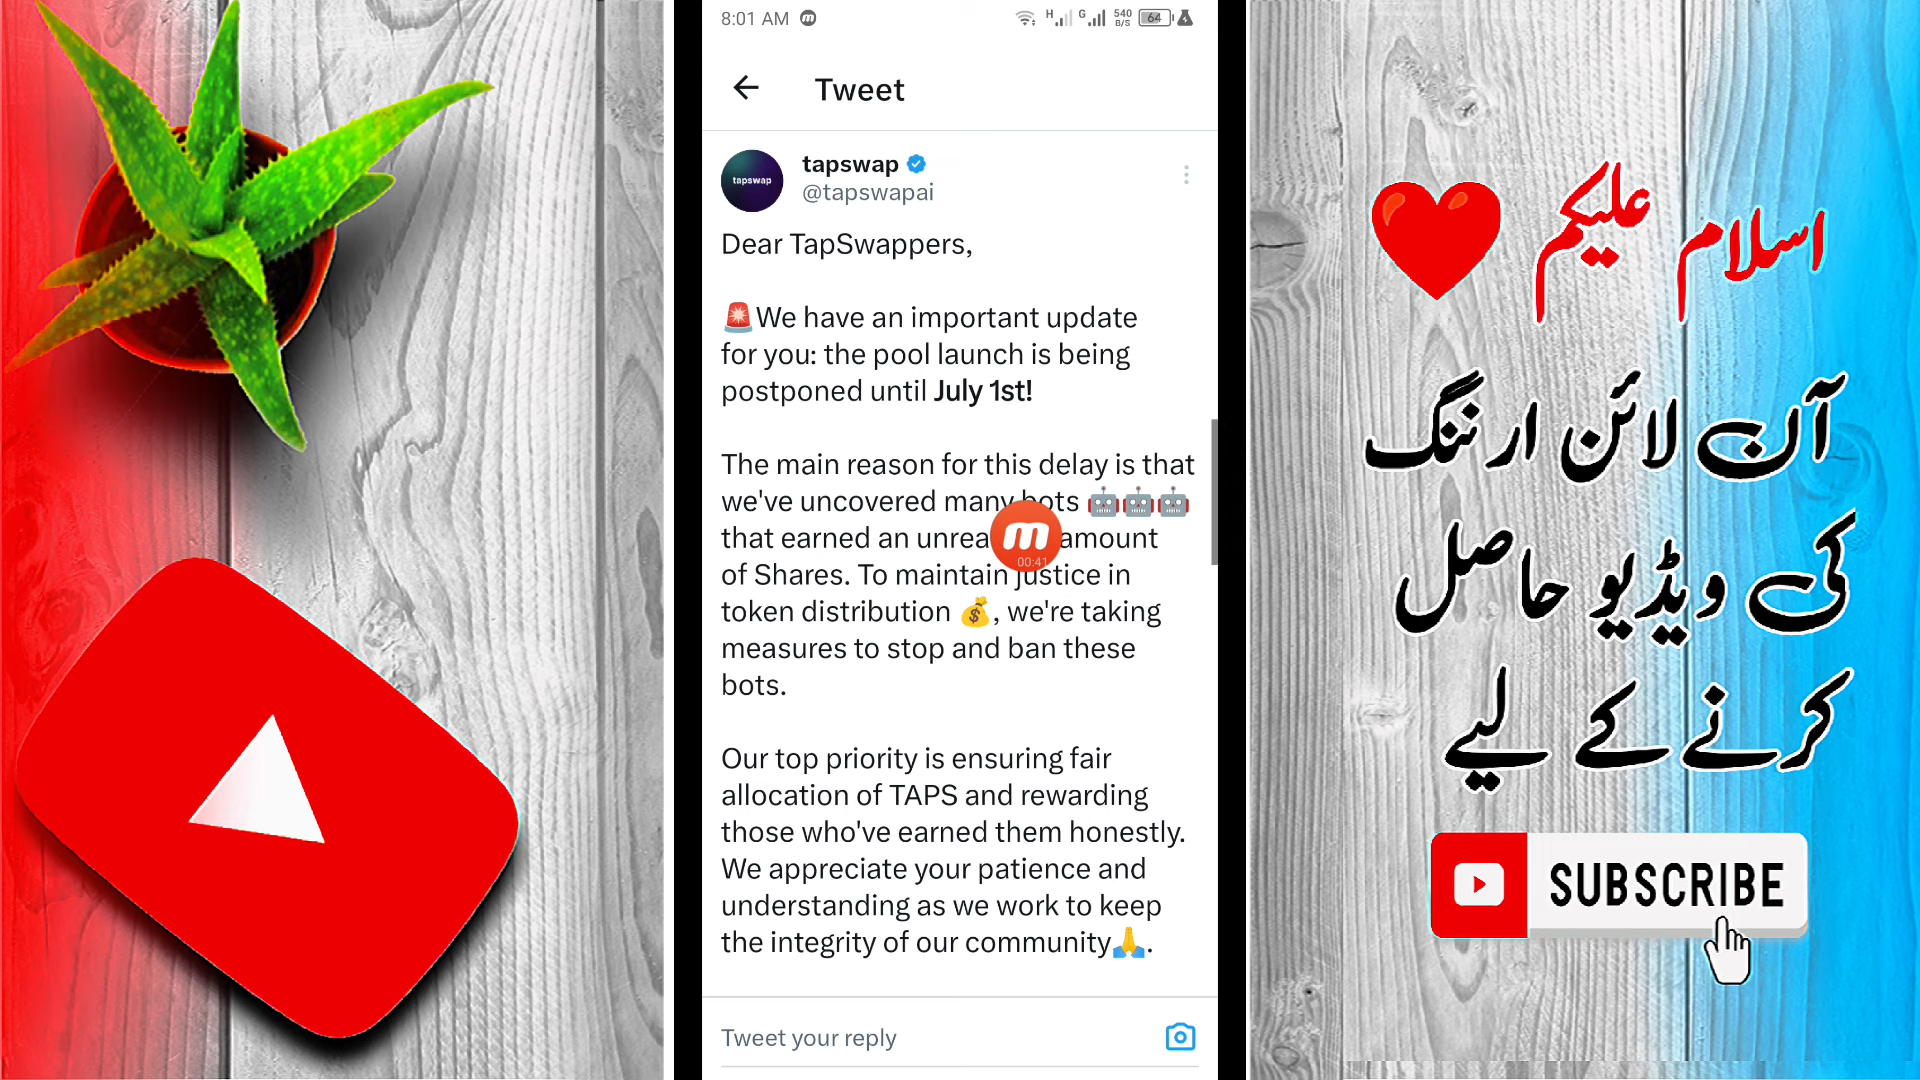 8:01 AM
H G 540 B/S 64
Tweet
tapswap
tapswap
@tapswapai
Dear TapSwappers,
🚨We have an important update
for you: the pool launch is being
postponed until July 1st!
The main reason for this delay is that
we've uncovered many bots 🤖🤖🤖
that earned an unrea amount
of Shares. To maintain justice in
token distribution 💰, we're taking
measures to stop and ban these
bots.
Our top priority is ensuring fair
allocation of TAPS and rewarding
those who've earned them honestly.
We appreciate your patience and
understanding as we work to keep
the integrity of our community🙏.
Tweet your reply
00:41
اسلام علیکم
آن لائن ارننگ
کی ویڈیو حاصل
کرنے کے لیے
SUBSCRIBE